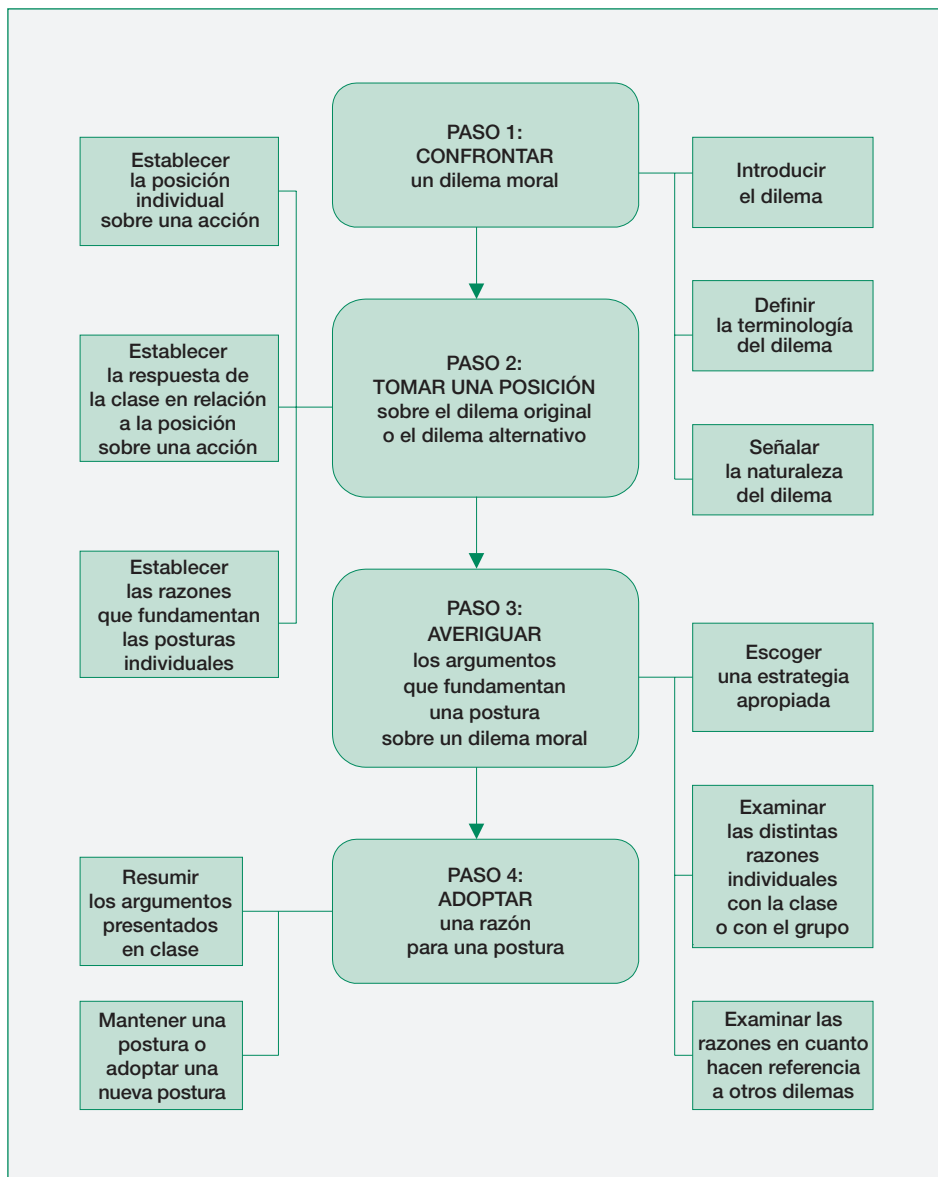 PASO 1:
CONFRONTAR
un dilema moral
Introducir
el dilema
Definir
la terminología
del dilema
Señalar
la naturaleza
del dilema
PASO 2:
TOMAR UNA POSICIÓN
sobre el dilema original
o el dilema alternativo
Establecer
la posición
individual
sobre una acción
Establecer
la respuesta de
la clase en relación
a la posición
sobre una acción
Establecer
las razones
que fundamentan
las posturas
individuales
PASO 3:
AVERIGUAR
los argumentos
que fundamentan
una postura
sobre un dilema moral
Escoger
una estrategia
apropiada
Examinar
las distintas
razones
individuales
con la clase
o con el grupo
Examinar las
razones en cuanto
hacen referencia
a otros dilemas
PASO 4:
ADOPTAR
una razón
para una postura
Resumir
los argumentos
presentados
en clase
Mantener una
postura o
adoptar una
nueva postura